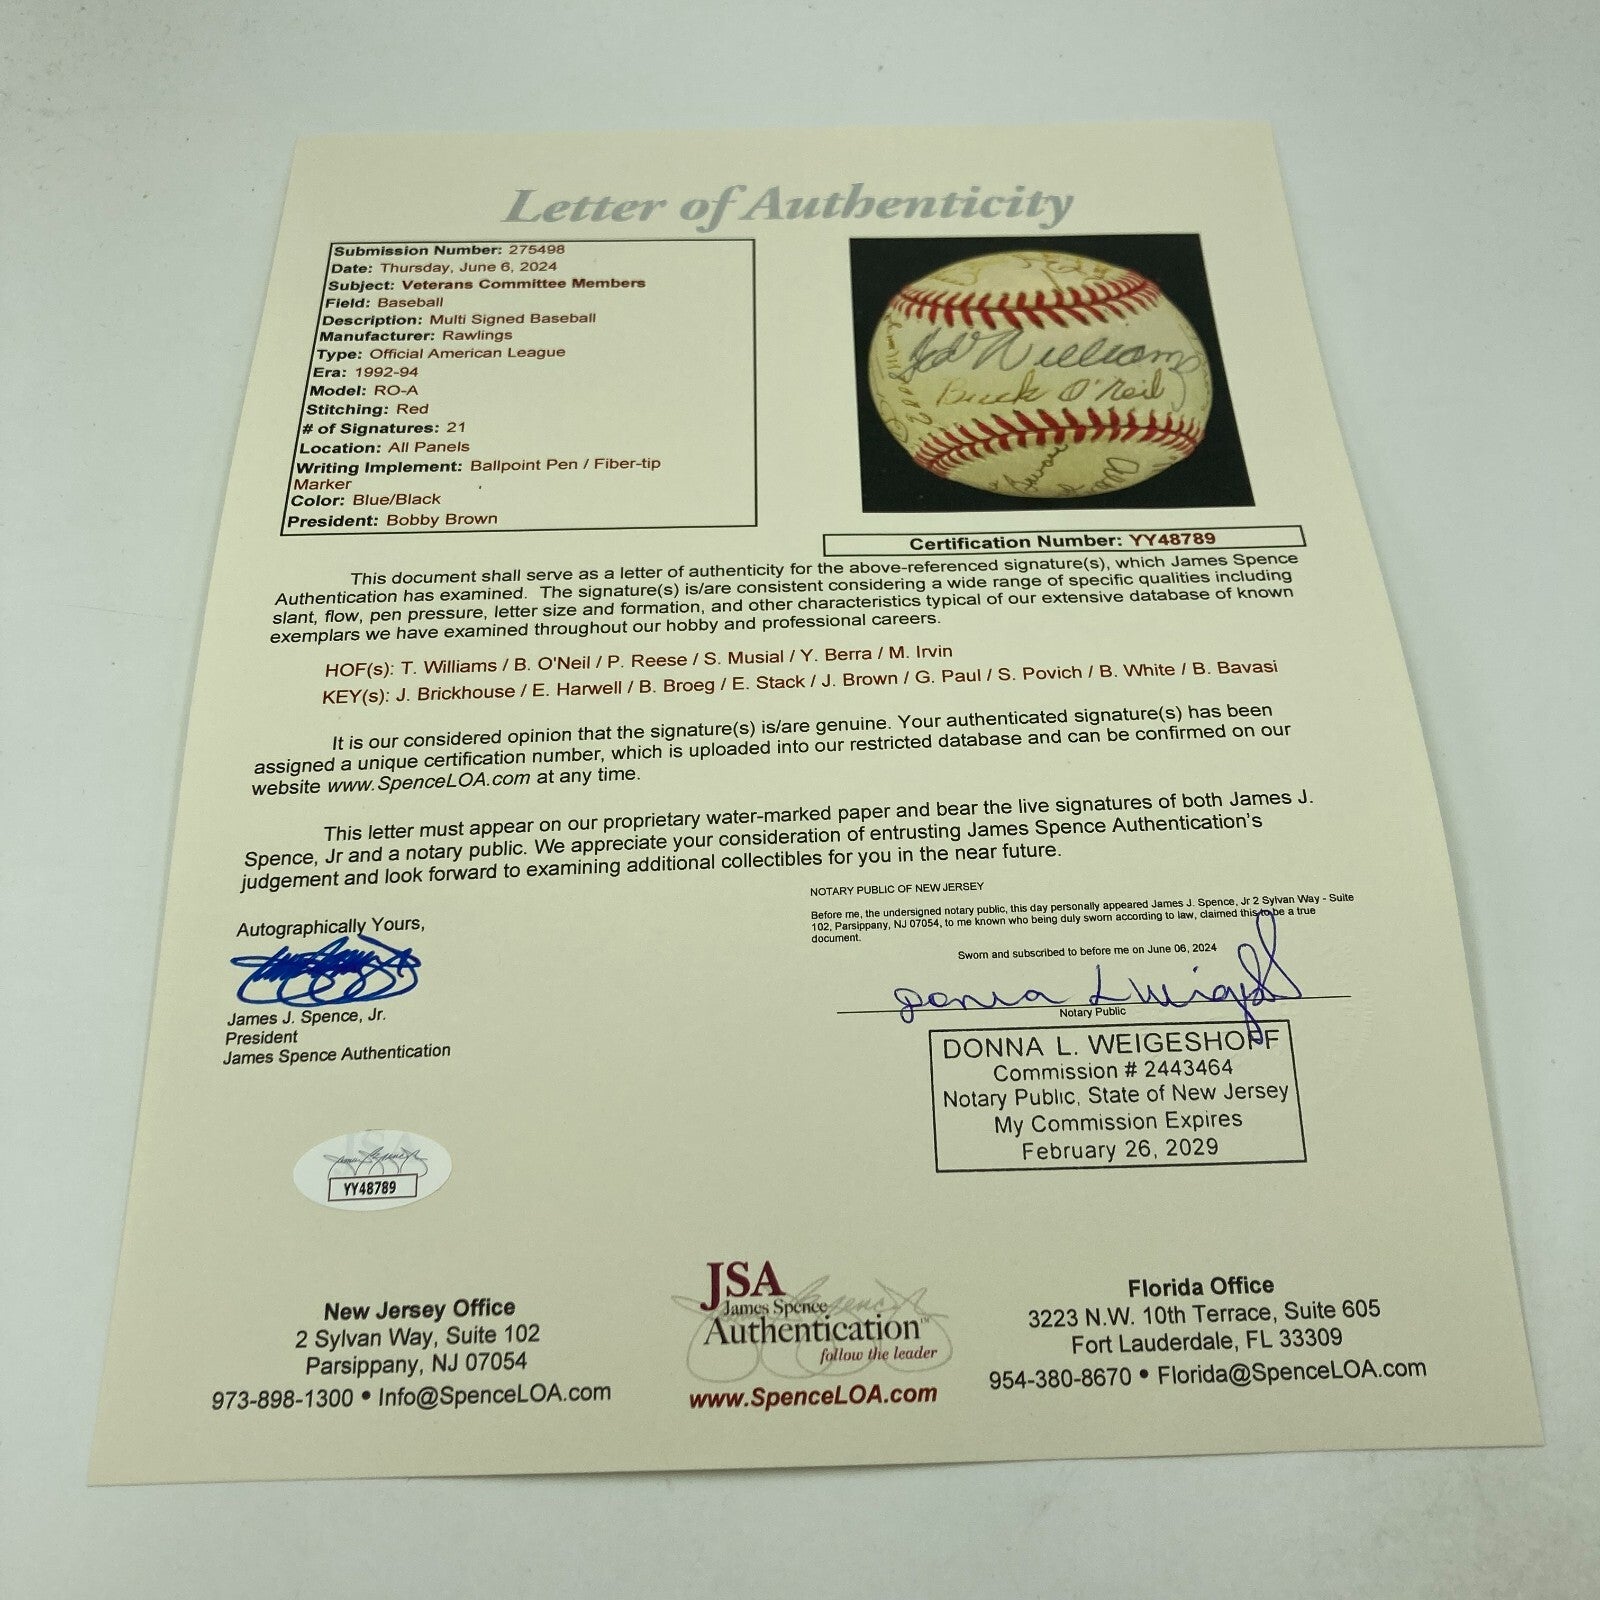 Letter of Authenticity
Submission Number: 275498
Date: Thursday, June 6, 2024
Subject: Veterans Committee Members
Field: Baseball
Description: Multi Signed Baseball
Manufacturer: Rawlings
Type: Official American League
Era: 1992-94
Model: RO-A
Stitching: Red
# of Signatures: 21
Location: All Panels
Writing Implement: Ballpoint Pen / Fiber-tip
Marker
Color: Blue/Black
President: Bobby Brown
Ted Williams
Buck O'Neil
Certification Number: YY48789
This document shall serve as a letter of authenticity for the above-referenced signature(s), which James Spence
Authentication has examined. The signature(s) is/are consistent considering a wide range of specific qualities including
slant, flow, pen pressure, letter size and formation, and other characteristics typical of our extensive database of known
exemplars we have examined throughout our hobby and professional careers.
HOF(s): T. Williams / B. O'Neil / P. Reese / S. Musial / Y. Berra / M. Irvin
KEY(s): J. Brickhouse / E. Harwell / B. Broeg / E. Stack / J. Brown / G. Paul / S. Povich / B. White / B. Bavasi
It is our considered opinion that the signature(s) is/are genuine. Your authenticated signature(s) has been
assigned a unique certification number, which is uploaded into our restricted database and can be confirmed on our
website www.SpenceLOA.com at any time.
This letter must appear on our proprietary water-marked paper and bear the live signatures of both James J.
Spence, Jr and a notary public. We appreciate your consideration of entrusting James Spence Authentication's
judgement and look forward to examining additional collectibles for you in the near future.
NOTARY PUBLIC OF NEW JERSEY
Before me, the undersigned notary public, this day personally appeared James J. Spence, Jr 2 Sylvan Way - Suite
102, Parsippany, NJ 07054, to me known who being duly sworn according to law, claimed this to be a true
document.
Sworn and subscribed to before me on June 06, 2024
Notary Public
Autographically Yours,
James J. Spence, Jr.
President
James Spence Authentication
DONNA L. WEIGESHOFF
Commission # 2443464
Notary Public, State of New Jersey
My Commission Expires
February 26, 2029
JSA
YY48789
New Jersey Office
2 Sylvan Way, Suite 102
Parsippany, NJ 07054
973-898-1300 • Info@SpenceLOA.com
JSA
James Spence
Authentication™
follow the leader
www.SpenceLOA.com
Florida Office
3223 N.W. 10th Terrace, Suite 605
Fort Lauderdale, FL 33309
954-380-8670 • Florida@SpenceLOA.com